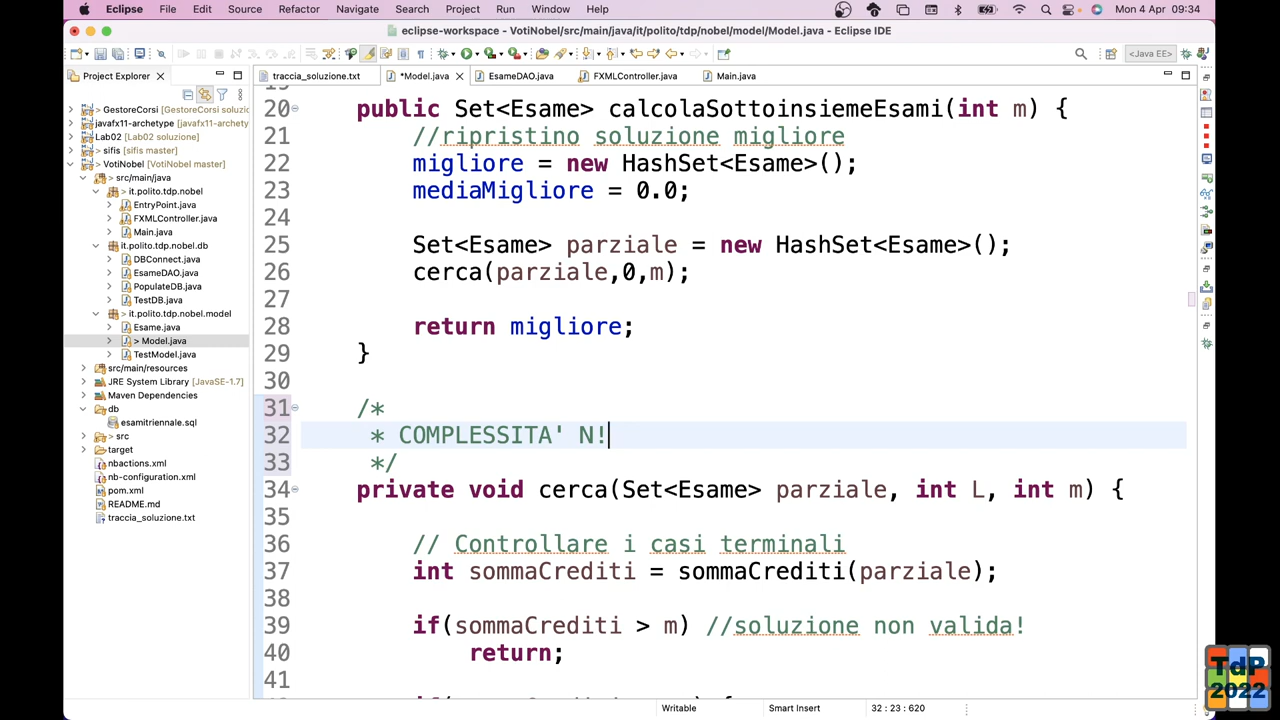 Eclipse File Edit Source Refactor Navigate Search Project Run Window Help Mon 4 Apr 09:34
eclipse-workspace - VotiNobel/src/main/java/it/polito/tdp/nobel/model/Model.java - Eclipse IDE
<Java EE>
Project Explorer
traccia_soluzione.txt *Model.java EsameDAO.java FXMLController.java Main.java
GestoreCorsi [GestoreCorsi soluzic
javafx11-archetype (javafx11-archety
Lab02 [Lab02 soluzione]
sifis [sifis master]
VotiNobel [VotiNobel master]
src/main/java
it.polito.tdp.nobel
EntryPoint.java
FXMLController.java
Main.java
it.polito.tdp.nobel.db
DBConnect.java
EsameDAO.java
PopulateDB.java
TestDB.java
it.polito.tdp.nobel.model
Esame.java
> Model.java
TestModel.java
src/main/resources
JRE System Library [JavaSE-1.7]
Maven Dependencies
db
esamitriennale.sql
src
target
nbactions.xml
nb-configuration.xml
pom.xml
README.md
traccia_soluzione.txt
20 public Set<Esame> calcolaSottoinsiemeEsami(int m) {
21 //ripristino soluzione migliore
22 migliore = new HashSet<Esame>();
23 mediaMigliore = 0.0;
24
25 Set<Esame> parziale = new HashSet<Esame>();
26 cerca(parziale,0,m);
27
28 return migliore;
29 }
30
31 /*
32 * COMPLESSITA' N!
33 */
34 private void cerca(Set<Esame> parziale, int L, int m) {
35
36 // Controllare i casi terminali
37 int sommaCrediti = sommaCrediti(parziale);
38
39 if(sommaCrediti > m) //soluzione non valida!
40 return;
41
Writable Smart Insert 32 : 23 : 620
TdP
2022